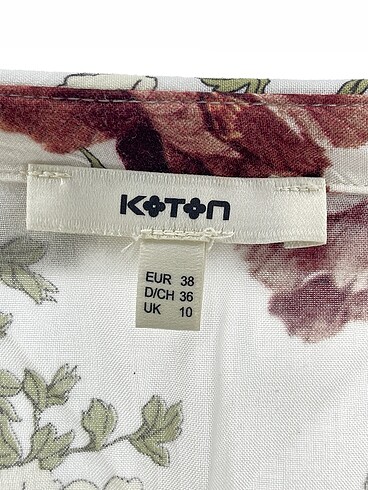 KOTON
EUR 38
D/CH 36
UK 10